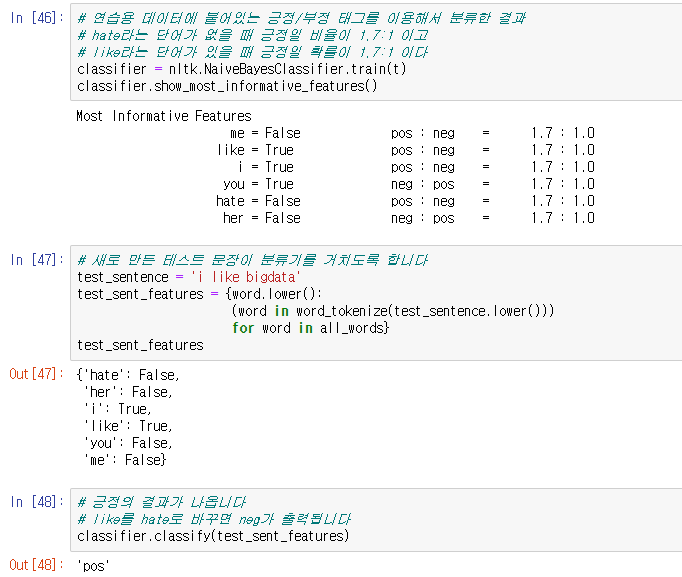 In [46]: # 연습용 데이터에 붙어있는 긍정/부정 태그를 이용해서 분류한 결과
# hate라는 단어가 없을 때 긍정일 비율이 1.7:1 이고
# like라는 단어가 있을 때 긍정일 확률이 1.7:1 이다
classifier = nltk.NaiveBayesClassifier.train(t)
classifier.show_most_informative_features()
Most Informative Features
me = False pos : neg = 1.7 : 1.0
like = True pos : neg = 1.7 : 1.0
i = True pos : neg = 1.7 : 1.0
you = True neg : pos = 1.7 : 1.0
hate = False pos : neg = 1.7 : 1.0
her = False neg : pos = 1.7 : 1.0
In [47]: # 새로 만든 테스트 문장이 분류기를 거치도록 합니다
test_sentence = 'i like bigdata'
test_sent_features = {word.lower():
(word in word_tokenize(test_sentence.lower()))
for word in all_words}
test_sent_features
Out[47]: {'hate': False,
'her': False,
'i': True,
'like': True,
'you': False,
'me': False}
In [48]: # 긍정의 결과가 나옵니다
# like를 hate로 바꾸면 neg가 출력됩니다
classifier.classify(test_sent_features)
Out[48]: 'pos'